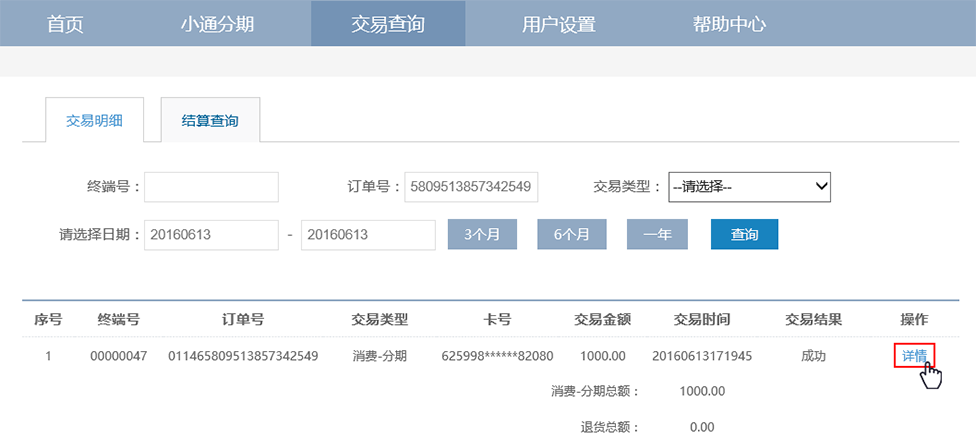 首页 小通分期 交易查询 用户设置 帮助中心
交易明细 结算查询
终端号： 订单号： 5809513857342549 交易类型： --请选择--
请选择日期： 20160613 - 20160613 3个月 6个月 一年 查询
序号 终端号 订单号 交易类型 卡号 交易金额 交易时间 交易结果 操作
1 00000047 011465809513857342549 消费-分期 625998******82080 1000.00 20160613171945 成功 详情
消费-分期总额： 1000.00
退货总额： 0.00